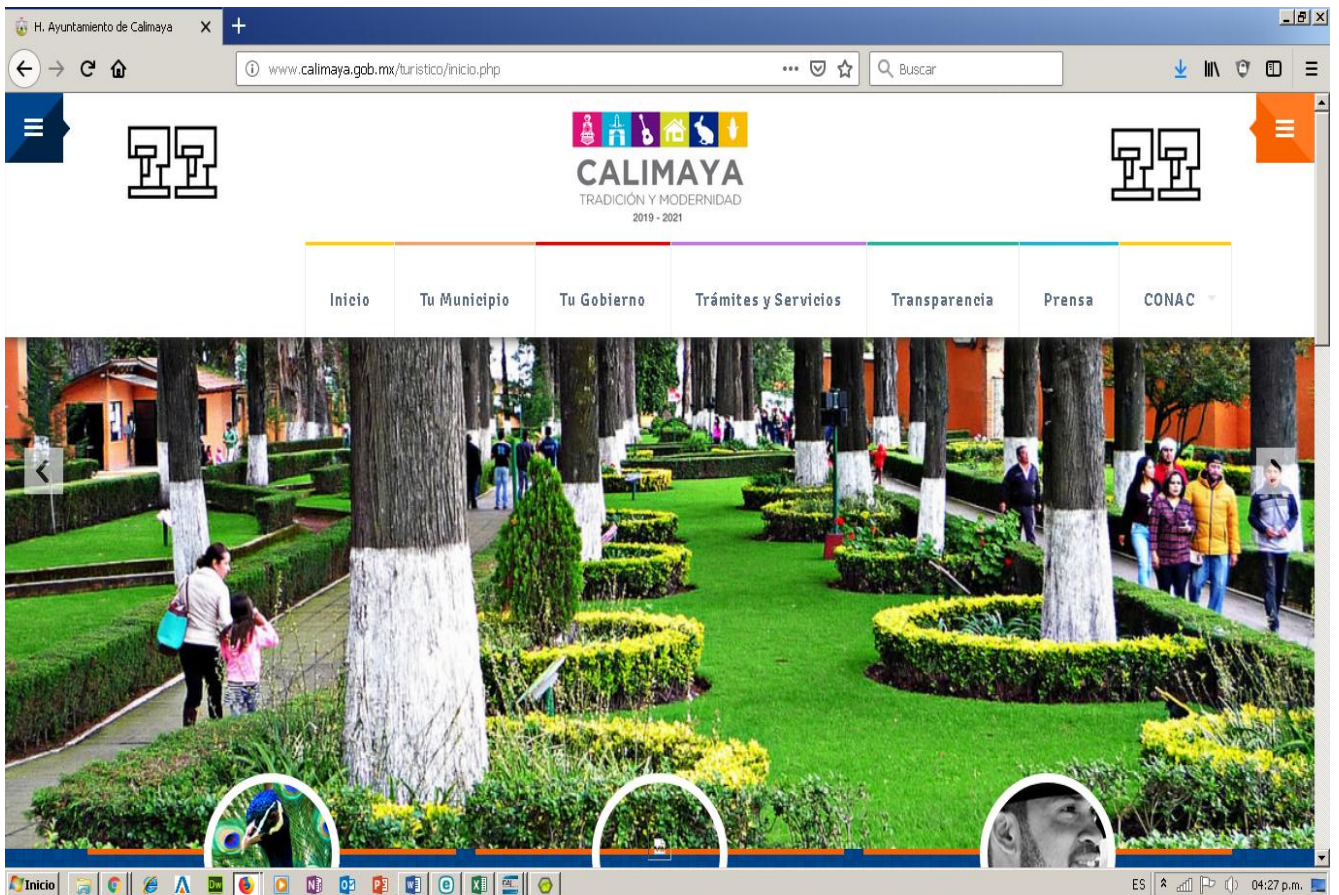 H. Ayuntamiento de Calimaya
www.calimaya.gob.mx/turistico/inicio.php
Buscar
CALIMAYA
TRADICIÓN Y MODERNIDAD
2019 - 2021
Inicio
Tu Municipio
Tu Gobierno
Trámites y Servicios
Transparencia
Prensa
CONAC
Inicio
ES
04:27 p.m.